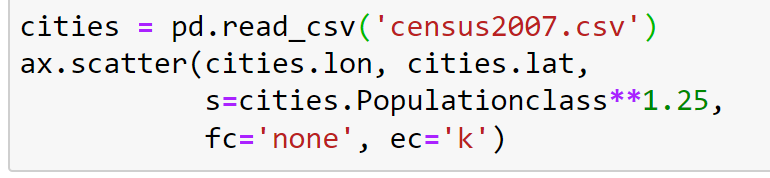 cities = pd.read_csv('census2007.csv')
ax.scatter(cities.lon, cities.lat,
           s=cities.Populationclass**1.25,
           fc='none', ec='k')